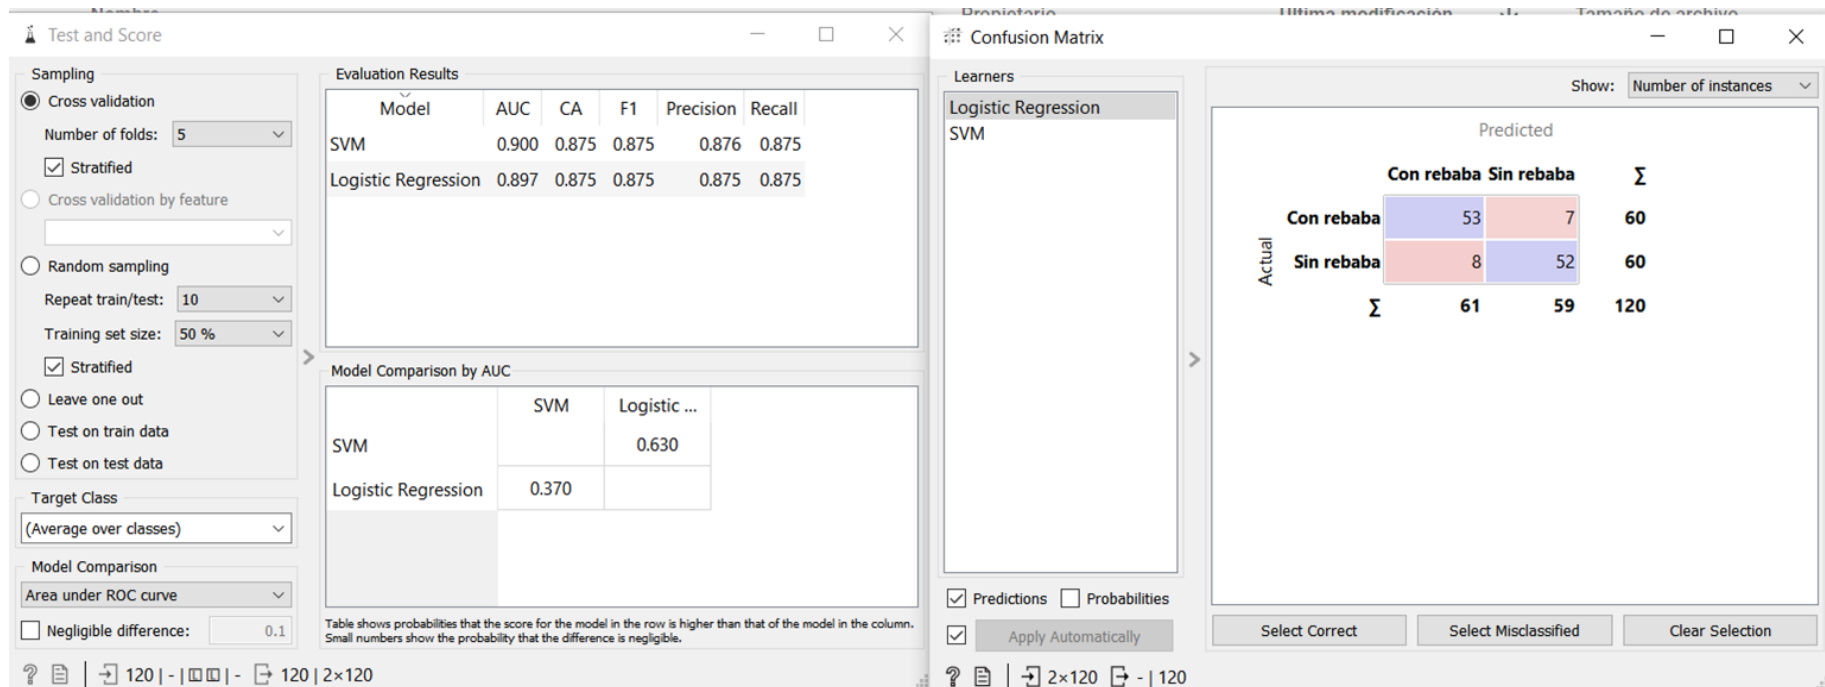 Nombre
Propietario
Última modificación
Tamaño de archivo
Test and Score
Sampling
Cross validation
Number of folds: 5
Stratified
Cross validation by feature
Random sampling
Repeat train/test: 10
Training set size: 50 %
Stratified
Leave one out
Test on train data
Test on test data
Target Class
(Average over classes)
Model Comparison
Area under ROC curve
Negligible difference: 0.1
Evaluation Results
Model AUC CA F1 Precision Recall
SVM 0.900 0.875 0.875 0.876 0.875
Logistic Regression 0.897 0.875 0.875 0.875 0.875
Model Comparison by AUC
SVM Logistic ...
SVM 0.630
Logistic Regression 0.370
Table shows probabilities that the score for the model in the row is higher than that of the model in the column.
Small numbers show the probability that the difference is negligible.
? 120 | - | - 120 | 2×120
Confusion Matrix
Learners
Logistic Regression
SVM
Predictions Probabilities
Apply Automatically
Show: Number of instances
Predicted
Con rebaba Sin rebaba Σ
Actual
Con rebaba 53 7 60
Sin rebaba 8 52 60
Σ 61 59 120
Select Correct Select Misclassified Clear Selection
? 2×120 - | 120